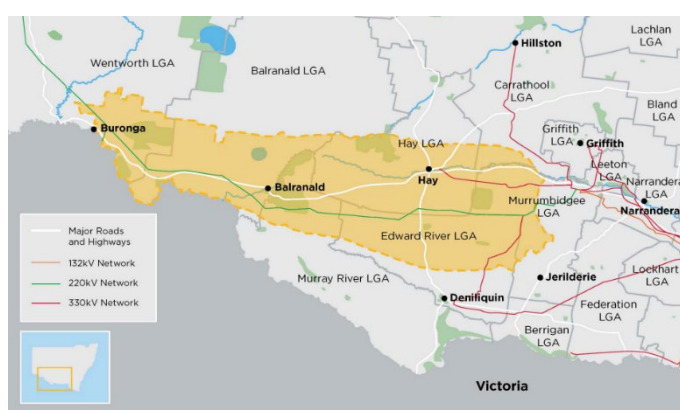 Hillston
Lachlan
LGA
Wentworth LGA
Balranald LGA
Carrathool
LGA
Bland
LGA
Buronga
Hay LGA
Griffith
LGA
Griffith
Leeton
LGA
Hay
Narrandera
LGA
Balranald
Murrumbidgee
LGA
Narrandera
Edward River LGA
Major Roads
and Highways
132kV Network
220kV Network
330kV Network
Murray River LGA
Lockhart
LGA
Jerilderie
Deniliquin
Federation
LGA
Berrigan
LGA
Victoria